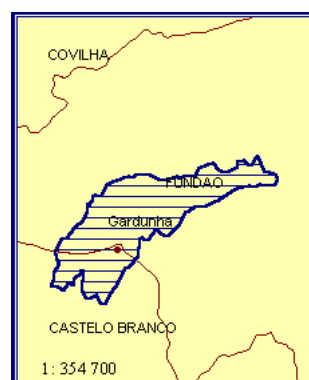 COVILHA
FUNDAO
Gardunha
CASTELO BRANCO
1: 354 700